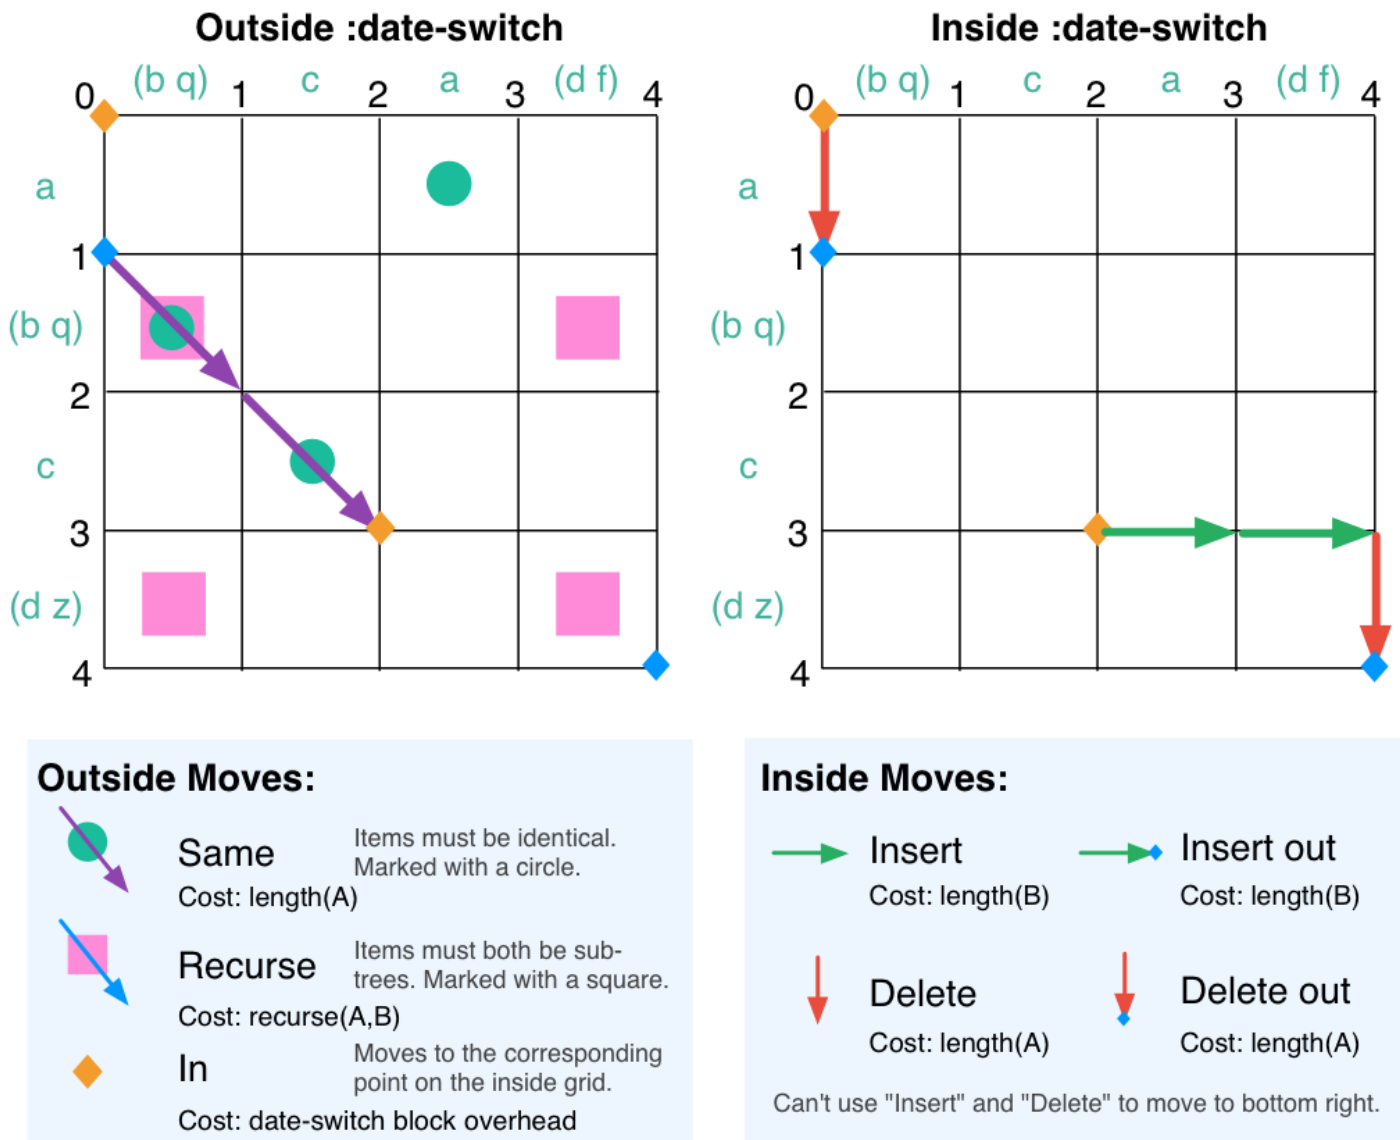 Outside :date-switch
Inside :date-switch
0 (b q) 1 c 2 a 3 (d f) 4
a
1
(b q)
2
c
3
(d z)
4
0 (b q) 1 c 2 a 3 (d f) 4
a
1
(b q)
2
c
3
(d z)
4
Outside Moves:
Same
Cost: length(A)
Items must be identical.
Marked with a circle.
Recurse
Cost: recurse(A,B)
Items must both be sub-
trees. Marked with a square.
In
Cost: date-switch block overhead
Moves to the corresponding
point on the inside grid.
Inside Moves:
Insert
Cost: length(B)
Insert out
Cost: length(B)
Delete
Cost: length(A)
Delete out
Cost: length(A)
Can't use "Insert" and "Delete" to move to bottom right.